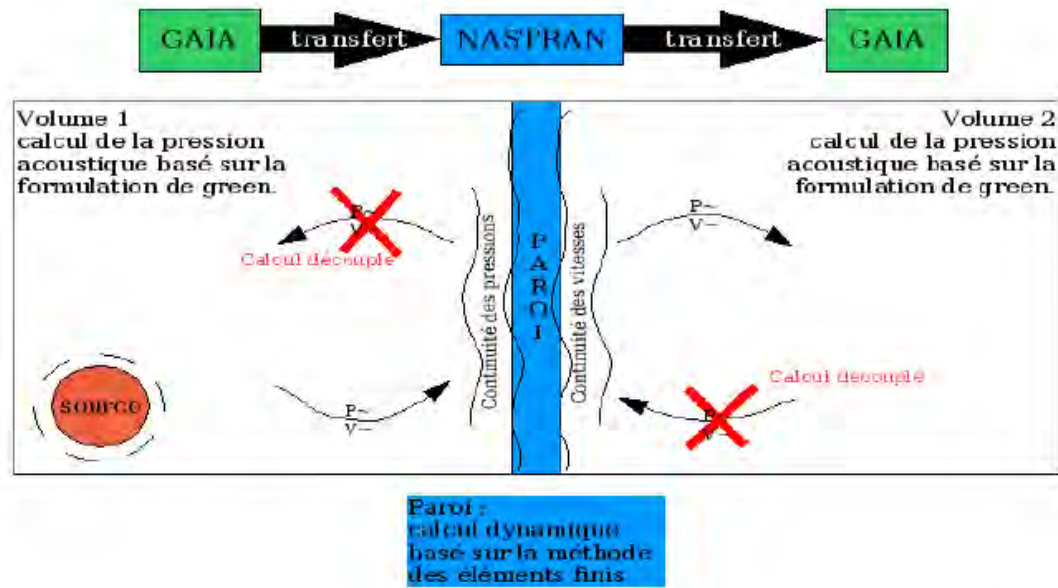 GAIA
transfert
NASTRAN
transfert
GAIA
Volume 1
calcul de la pression
acoustique basé sur la
formulation de green.
Volume 2
calcul de la pression
acoustique basé sur la
formulation de green.
P~
V~
Calcul découplé
Continuité des pressions
PAROI
Continuité des vitesses
P~
V~
source
P~
V~
Calcul découplé
P~
V~
Paroi :
calcul dynamique
basé sur la méthode
des éléments finis